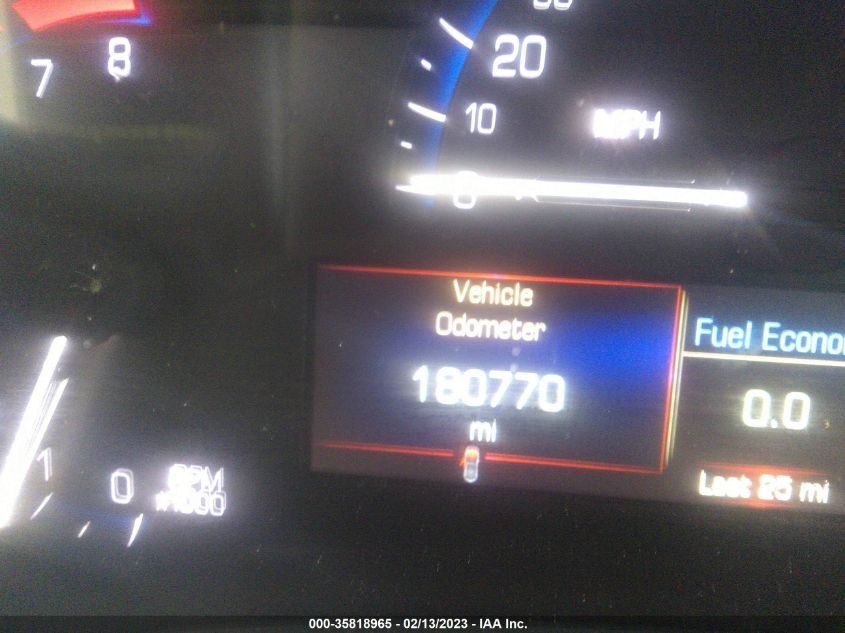 7
8
20
10
MPH
0
Vehicle
Odometer
180770
mi
Fuel Econo
0.0
Last 25 mi
1
0
RPM
x1000
000-35818965 - 02/13/2023 - IAA Inc.